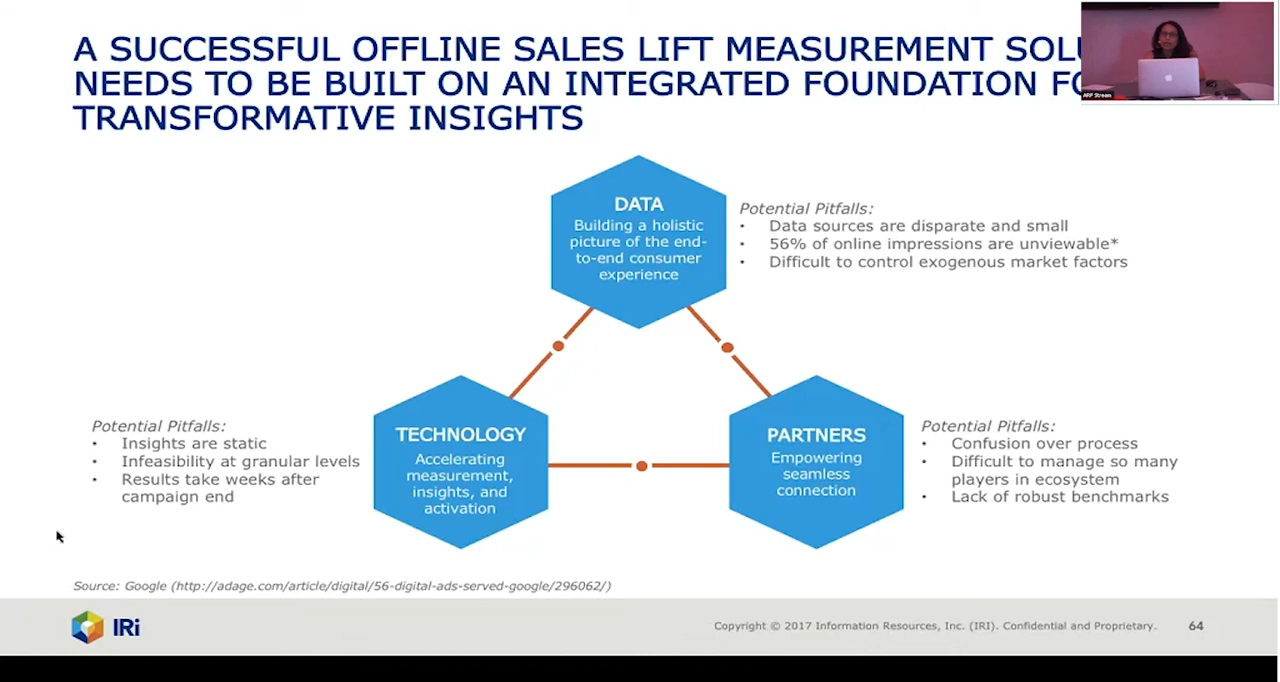 A SUCCESSFUL OFFLINE SALES LIFT MEASUREMENT SOLU
NEEDS TO BE BUILT ON AN INTEGRATED FOUNDATION FO
TRANSFORMATIVE INSIGHTS
ARF Stream
DATA
Building a holistic
picture of the end-
to-end consumer
experience
Potential Pitfalls:
• Data sources are disparate and small
• 56% of online impressions are unviewable*
• Difficult to control exogenous market factors
Potential Pitfalls:
• Insights are static
• Infeasibility at granular levels
• Results take weeks after
campaign end
TECHNOLOGY
Accelerating
measurement,
insights, and
activation
PARTNERS
Empowering
seamless
connection
Potential Pitfalls:
• Confusion over process
• Difficult to manage so many
players in ecosystem
• Lack of robust benchmarks
Source: Google (http://adage.com/article/digital/56-digital-ads-served-google/296062/)
IRi
Copyright © 2017 Information Resources, Inc. (IRI). Confidential and Proprietary.
64